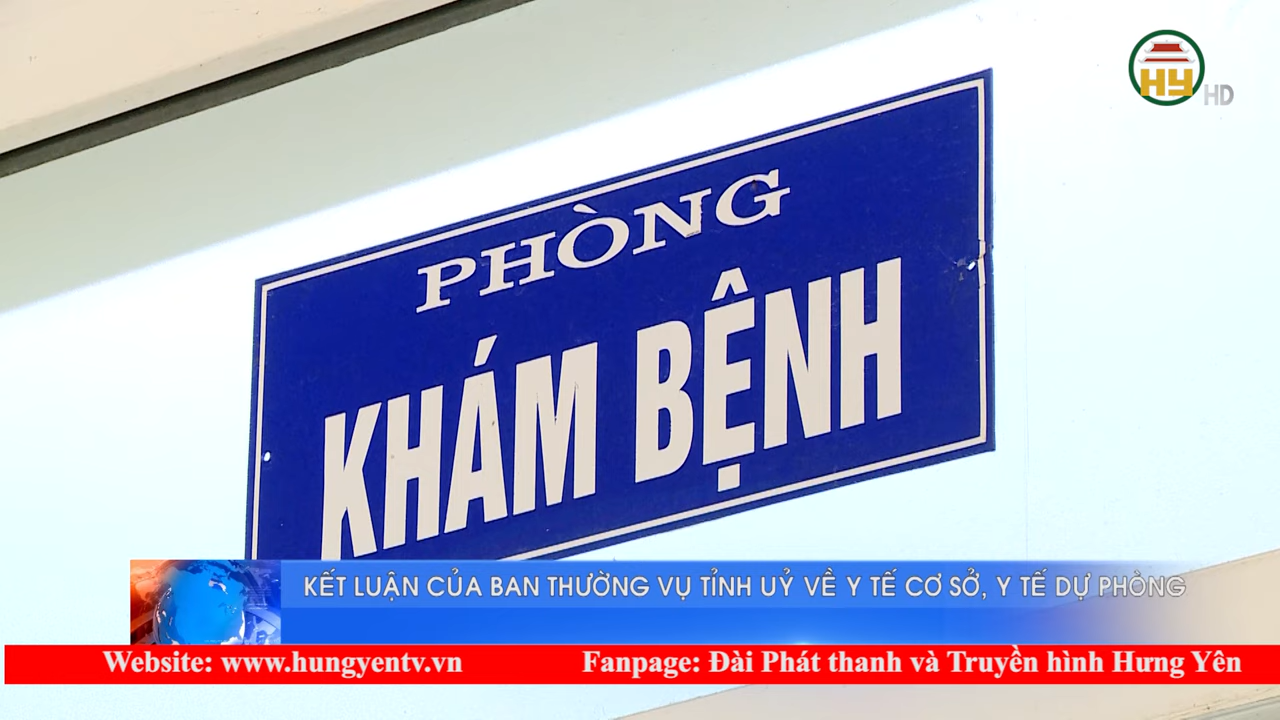 HY HD
PHÒNG
KHÁM BỆNH
KẾT LUẬN CỦA BAN THƯỜNG VỤ TỈNH UỶ VỀ Y TẾ CƠ SỞ, Y TẾ DỰ PHÒNG
Website: www.hungyentv.vn Fanpage: Đài Phát thanh và Truyền hình Hưng Yên